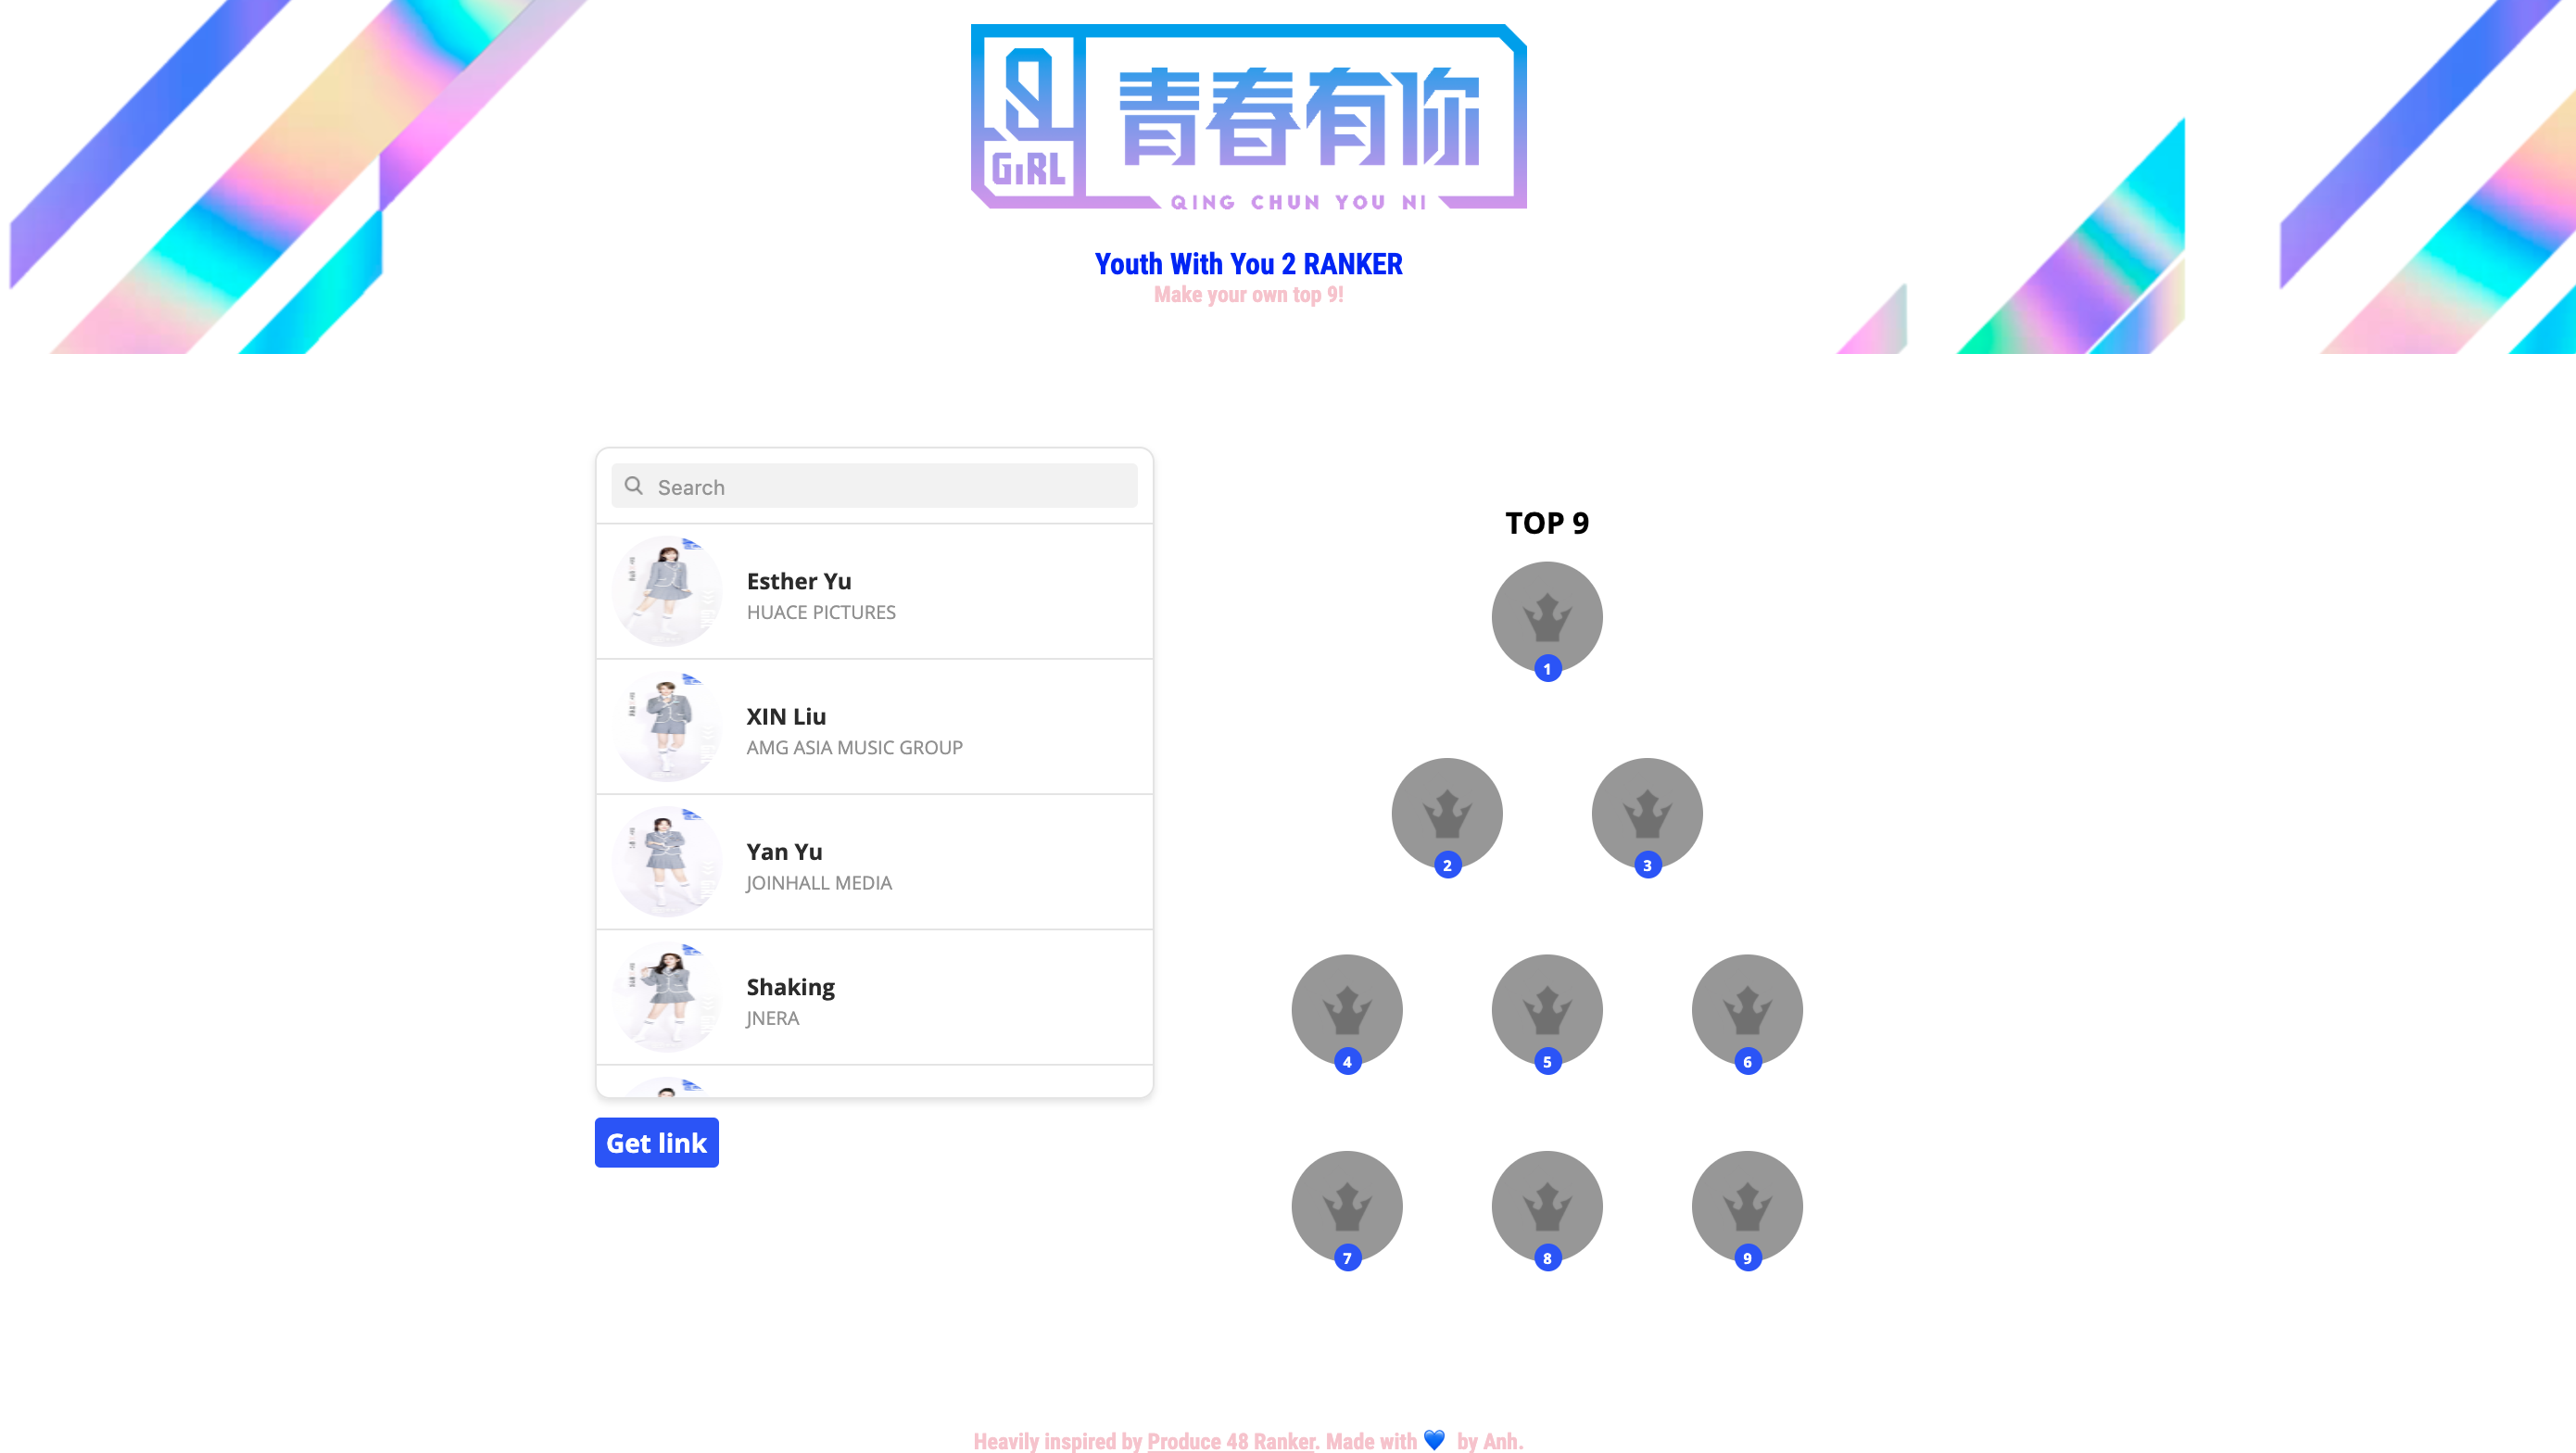 青春有你
GiRL
QING CHUN YOU NI
Youth With You 2 RANKER
Make your own top 9!
Search
Esther Yu
HUACE PICTURES
XIN Liu
AMG ASIA MUSIC GROUP
Yan Yu
JOINHALL MEDIA
Shaking
JNERA
Get link
TOP 9
1
2
3
4
5
6
7
8
9
Heavily inspired by Produce 48 Ranker. Made with 💙 by Anh.